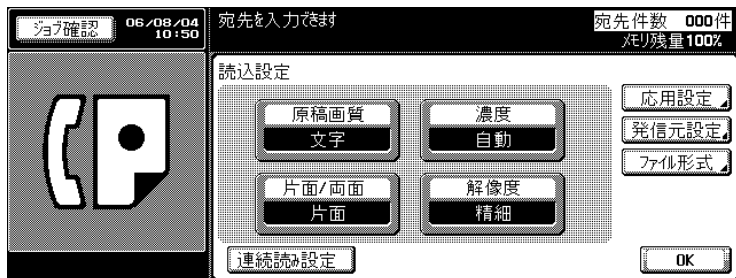 ジョブ確認
06/08/04
10:50
宛先を入力できます
宛先件数 000件
メモリ残量100%
読込設定
原稿画質
文字
濃度
自動
片面/両面
片面
解像度
精細
応用設定
発信元設定
ファイル形式
連続読み設定
OK